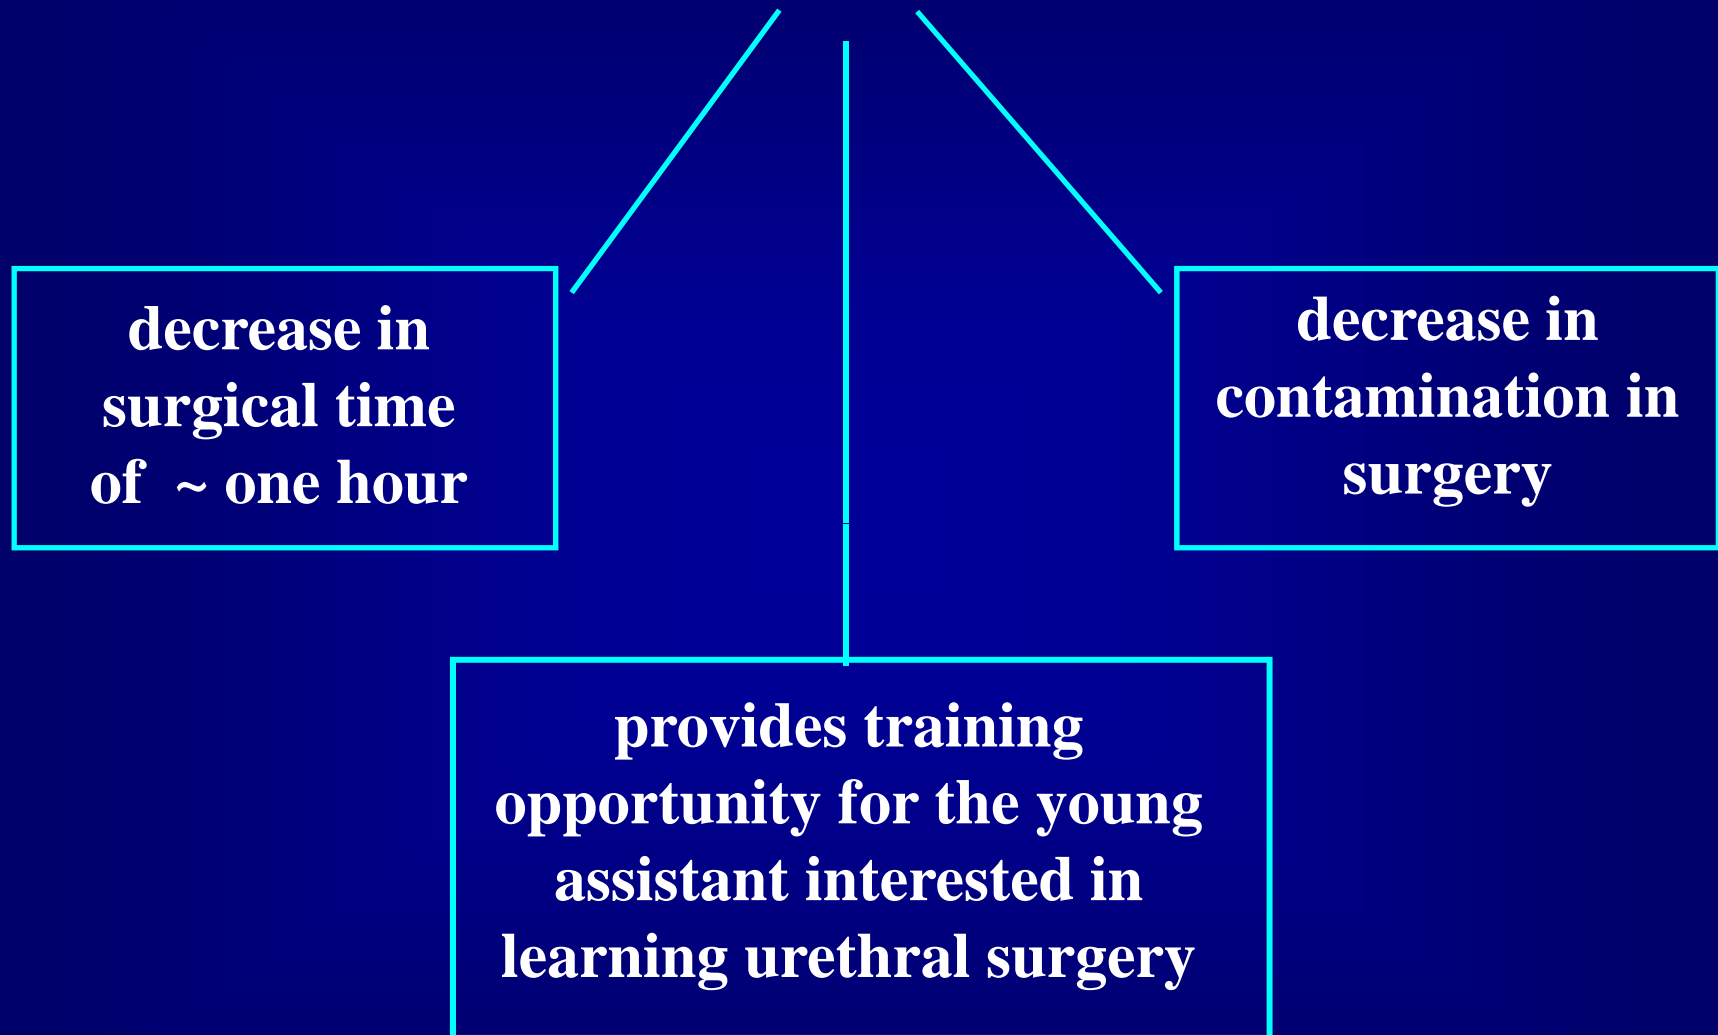 decrease in
surgical time
of ~ one hour
decrease in
contamination in
surgery
provides training
opportunity for the young
assistant interested in
learning urethral surgery